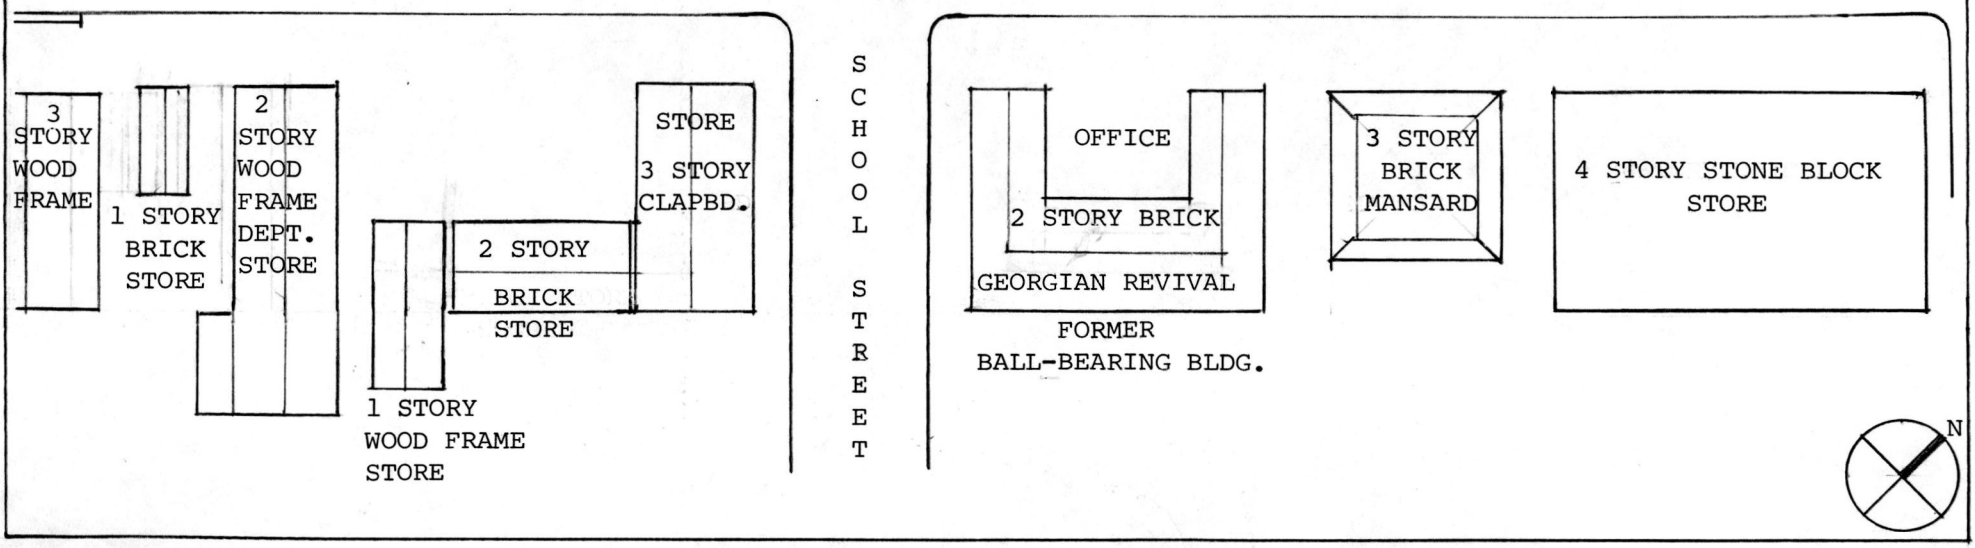 3
STORY
WOOD
FRAME
1 STORY
BRICK
STORE
2
STORY
WOOD
FRAME
DEPT.
STORE
1 STORY
WOOD FRAME
STORE
2 STORY
BRICK
STORE
STORE
3 STORY
CLAPBD.
SCHOOL STREET
OFFICE
2 STORY BRICK
GEORGIAN REVIVAL
FORMER
BALL-BEARING BLDG.
3 STORY
BRICK
MANSARD
4 STORY STONE BLOCK
STORE
N